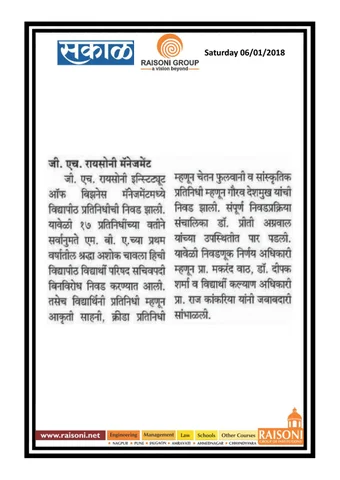 सकाळ
RAISONI GROUP
a vision beyond
Saturday 06/01/2018
जी. एच. रायसोनी मॅनेजमेंट
जी. एच. रायसोनी इन्स्टिट्यूट
ऑफ बिझनेस मॅनेजमेंटमध्ये
विद्यापीठ प्रतिनिधीची निवड झाली.
यावेळी १७ प्रतिनिधींच्या वतीने
सर्वानुमते एम. बी. ए.च्या प्रथम
वर्षातील श्रद्धा अशोक चावला हिची
विद्यापीठ विद्यार्थी परिषद सचिवपदी
बिनविरोध निवड करण्यात आली.
तसेच विद्यार्थिनी प्रतिनिधी म्हणून
आकृती साहनी, क्रीडा प्रतिनिधी
म्हणून चेतन फुलवानी व सांस्कृतिक
प्रतिनिधी म्हणून गौरव देशमुख यांची
निवड झाली. संपूर्ण निवडप्रक्रिया
संचालिका डॉ. प्रीती अग्रवाल
यांच्या उपस्थितीत पार पडली.
यावेळी निवडणूक निर्णय अधिकारी
म्हणून प्रा. मकरंद वाठ, डॉ. दीपक
शर्मा व विद्यार्थी कल्याण अधिकारी
प्रा. राज कांकरिया यांनी जबाबदारी
सांभाळली.
www.raisoni.net
Engineering Management Law Schools Other Courses
RAISONI
NAGPUR PUNE JALGAON AMRAVATI AHMEDNAGAR CHHINDWARA